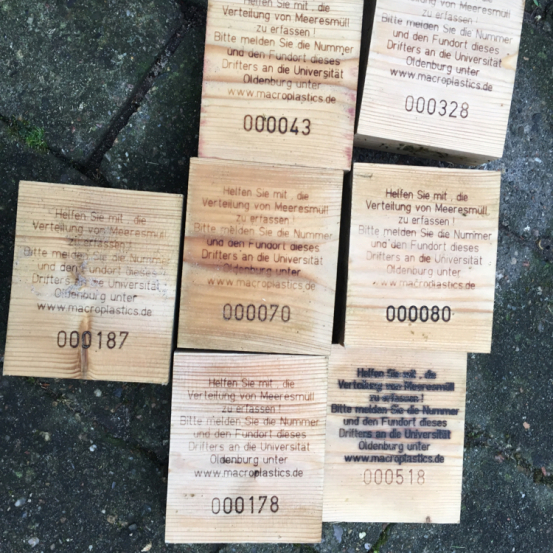 Helfen Sie mit , die
Verteilung von Meeresmüll
zu erfassen !
Bitte melden Sie die Nummer
und den Fundort dieses
Drifters an die Universität
Oldenburg unter
www.macroplastics.de
000043
Verteilung von Meeresmüll
zu erfassen !
Bitte melden Sie die Nummer
und den Fundort dieses
Drifters an die Universität
Oldenburg unter
www.macroplastics.de
000328
Helfen Sie mit , die
Verteilung von Meeresmüll
zu erfassen !
Bitte melden Sie die Nummer
und den Fundort dieses
Drifters an die Universität
Oldenburg unter
www.macroplastics.de
000187
Helfen Sie mit , die
Verteilung von Meeresmüll
zu erfassen !
Bitte melden Sie die Nummer
und den Fundort dieses
Drifters an die Universität
Oldenburg unter
www.macroplastics.de
000070
Helfen Sie mit , die
Verteilung von Meeresmüll
zu erfassen !
Bitte melden Sie die Nummer
und den Fundort dieses
Drifters an die Universität
Oldenburg unter
www.macroplastics.de
000080
Helfen Sie mit , die
Verteilung von Meeresmüll
zu erfassen !
Bitte melden Sie die Nummer
und den Fundort dieses
Drifters an die Universität
Oldenburg unter
www.macroplastics.de
000178
Helfen Sie mit , die
Verteilung von Meeresmüll
zu erfassen !
Bitte melden Sie die Nummer
und den Fundort dieses
Drifters an die Universität
Oldenburg unter
www.macroplastics.de
000518